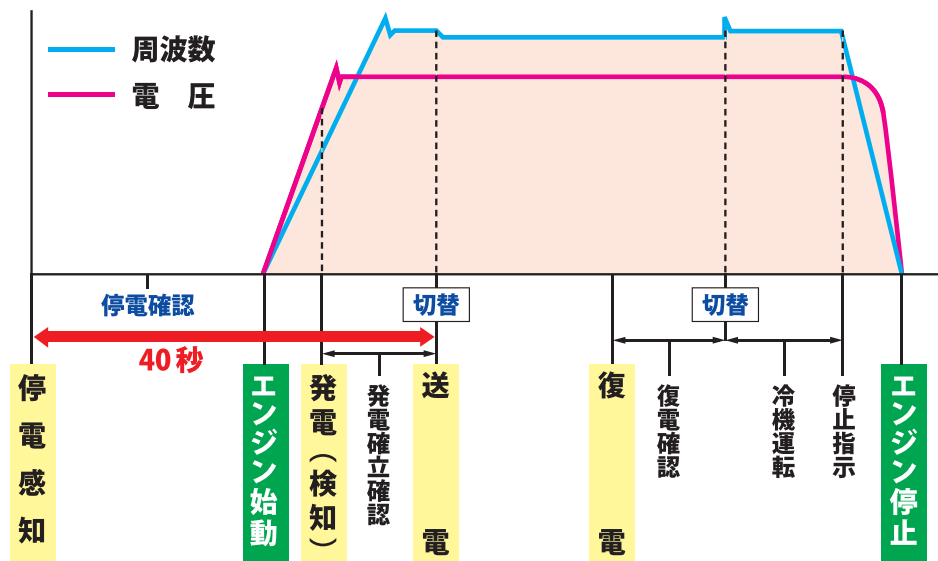 周波数
電 圧
停電確認
切替
切替
40秒
停電感知
エンジン始動
発電(検知)
発電確立確認
送電
復電
復電確認
冷機運転
停止指示
エンジン停止